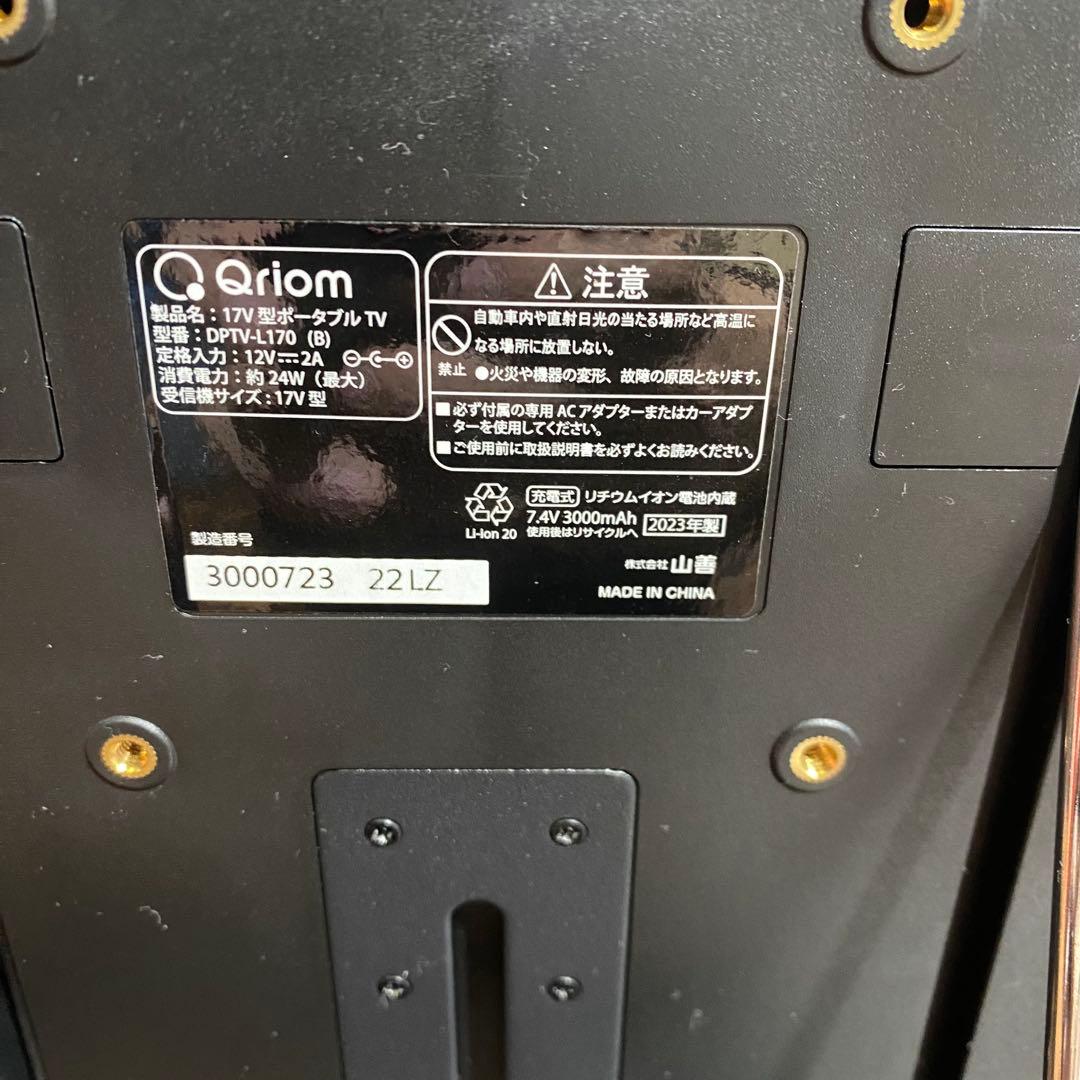 Qriom
製品名：17V 型ポータブル TV
型番：DPTV-L170 (B)
定格入力：12V⎓2A
消費電力：約 24W（最大）
受信機サイズ：17V 型
注意
自動車内や直射日光の当たる場所など高温に
なる場所に放置しない。
禁止
●火災や機器の変形、故障の原因となります。
■必ず付属の専用 AC アダプターまたはカーアダプ
ターを使用してください。
■ご使用前に取扱説明書を必ずよくお読みください。
充電式 リチウムイオン電池内蔵
7.4V 3000mAh 2023年製
Li-ion 20 使用後はリサイクルへ
株式会社 山善
MADE IN CHINA
製造番号
3000723 22LZ